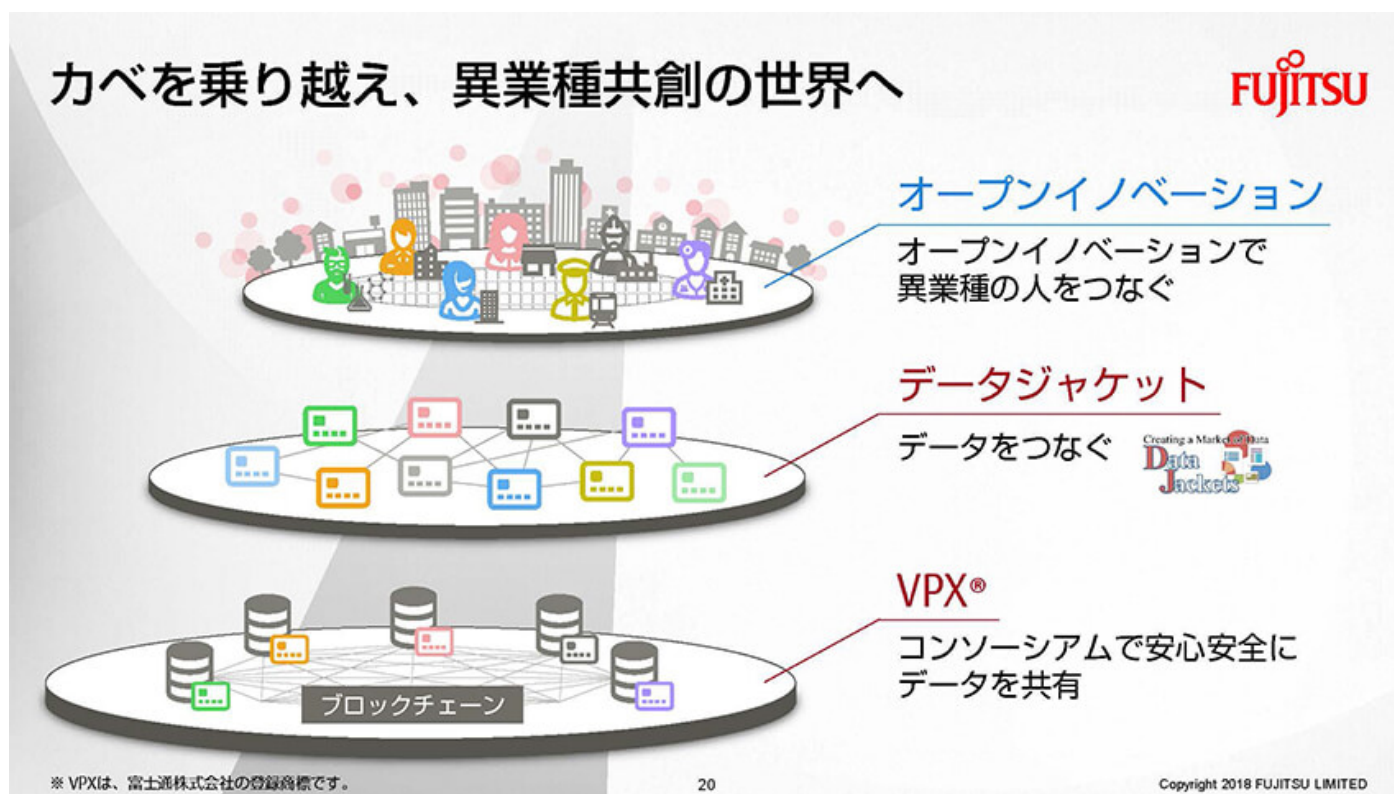 カベを乗り越え、異業種共創の世界へ
FUJITSU
オープンイノベーション
オープンイノベーションで
異業種の人をつなぐ
データジャケット
データをつなぐ
Creating a Market of Data
Data
Jackets
VPX®
コンソーシアムで安心安全に
データを共有
ブロックチェーン
※ VPXは、富士通株式会社の登録商標です。
20
Copyright 2018 FUJITSU LIMITED